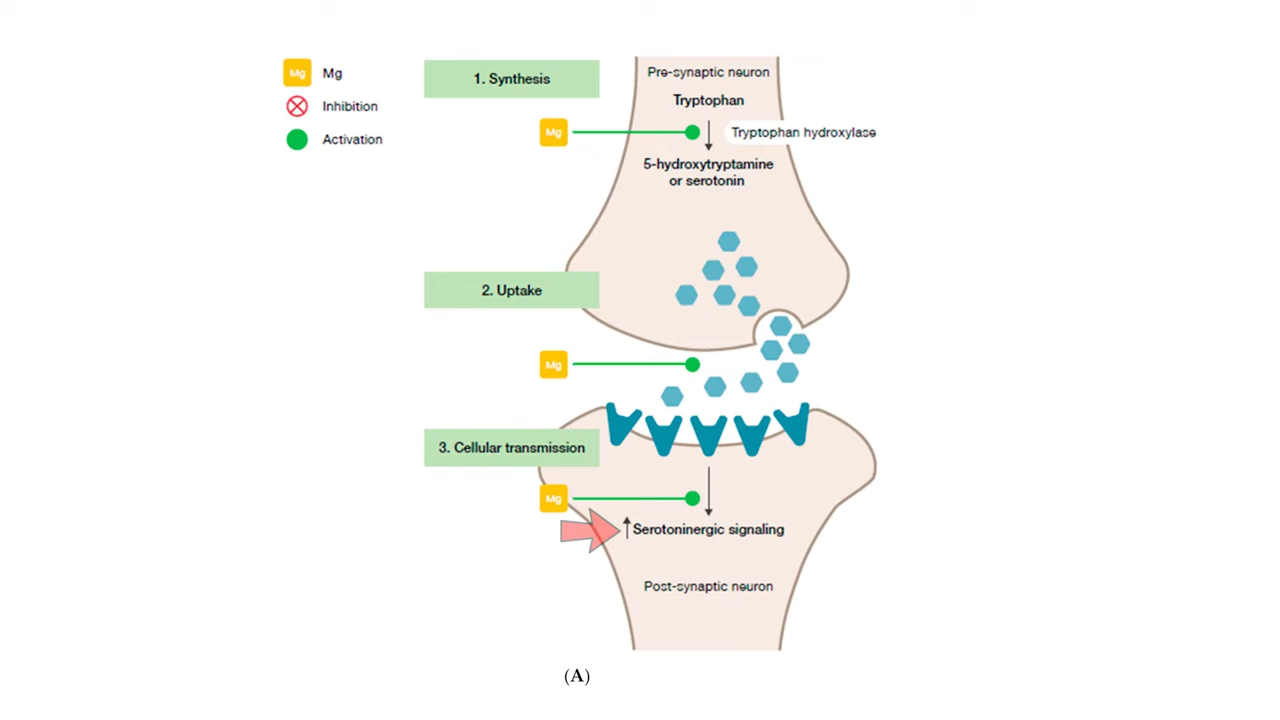 Mg Mg
Inhibition
Activation
1. Synthesis
Pre-synaptic neuron
Tryptophan
Mg
Tryptophan hydroxylase
5-hydroxytryptamine
or serotonin
2. Uptake
Mg
3. Cellular transmission
Mg
↑Serotoninergic signaling
Post-synaptic neuron
(A)